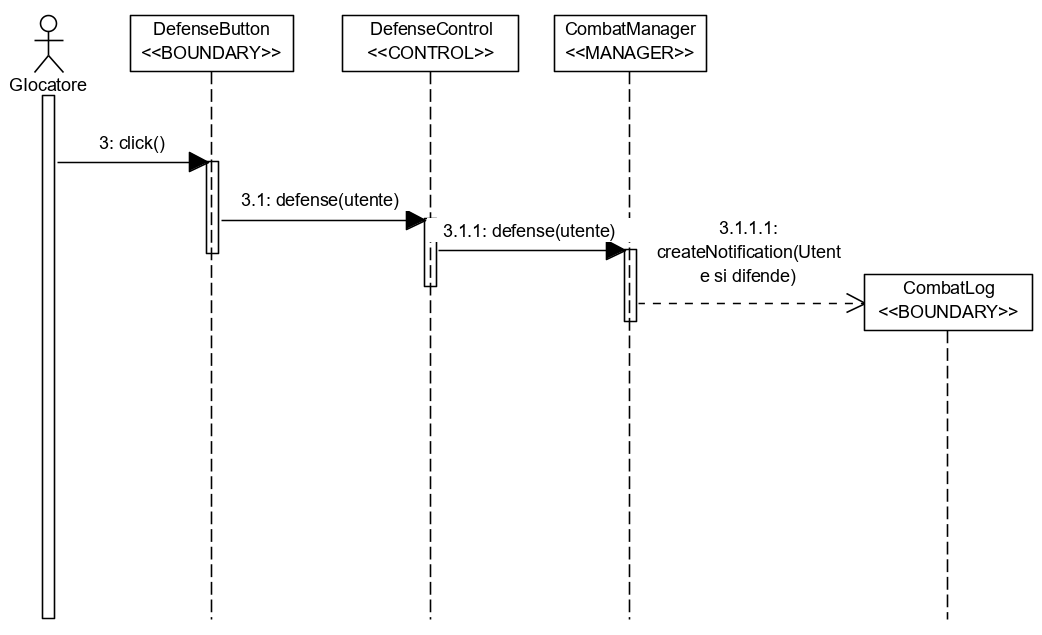 DefenseButton
<<BOUNDARY>>
DefenseControl
<<CONTROL>>
CombatManager
<<MANAGER>>
GIocatore
3: click()
3.1: defense(utente)
3.1.1: defense(utente)
3.1.1.1:
createNotification(Utent
e si difende)
CombatLog
<<BOUNDARY>>